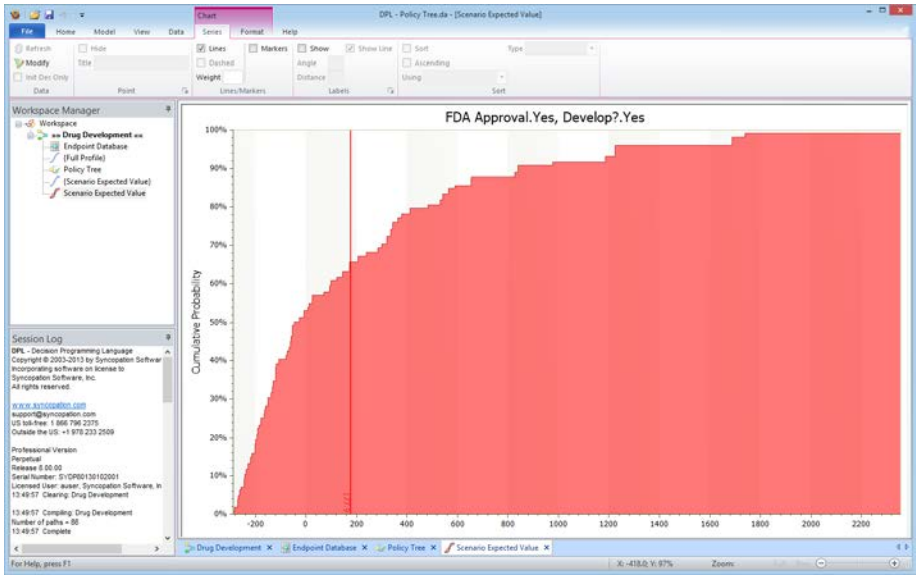 DPL - Policy Tree.da - [Scenario Expected Value]
Chart
File Home Model View Data Series Format Help
Refresh Hide Lines Markers Show Show Line Sort Type
Modify Title Dashed Angle Ascending
Init Dec Only Weight Distance Using
Data Point Lines/Markers Labels Sort
Workspace Manager
Workspace
== Drug Development ==
Endpoint Database
{Full Profile}
Policy Tree
{Scenario Expected Value}
Scenario Expected Value
FDA Approval.Yes, Develop?.Yes
100%
90%
80%
70%
60%
50%
40%
30%
20%
10%
0%
Cumulative Probability
-200 0 200 400 600 800 1000 1200 1400 1600 1800 2000 2200
Session Log
DPL - Decision Programming Language
Copyright © 2003-2013 by Syncopation Softwar
Incorporating software on license to
Syncopation Software, Inc.
All rights reserved.
www.syncopation.com
support@syncopation.com
US toll-free: 1 866 796 2375
Outside the US: +1 978 233 2509
Professional Version
Perpetual
Release 8.00.00
Serial Number: SYDP80130102001
Licensed User: auser, Syncopation Software, In
13:49:57 Clearing: Drug Development
13:49:57 Compiling: Drug Development
Number of paths = 86
13:49:57 Complete
Drug Development Endpoint Database Policy Tree Scenario Expected Value
For Help, press F1 X: -418.0; Y: 97% Zoom: